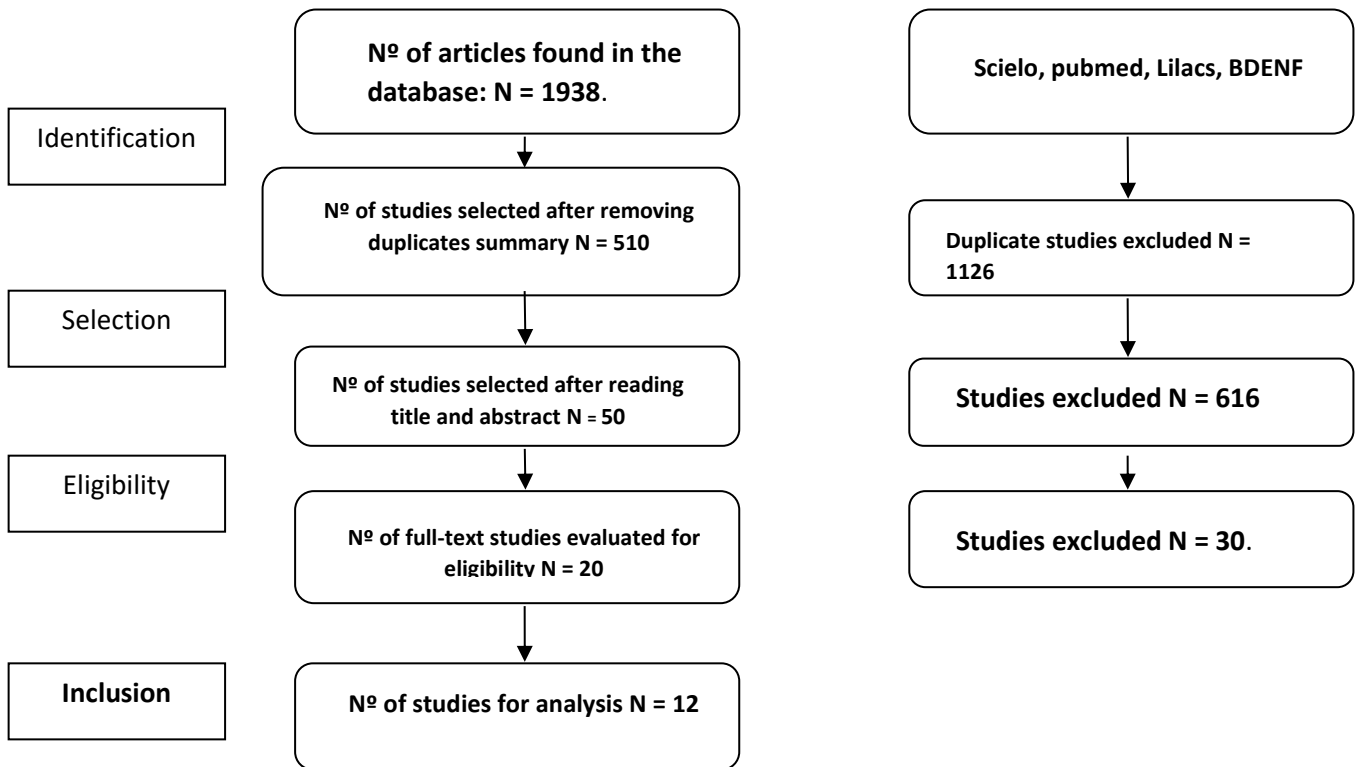 Identification
Selection
Eligibility
Inclusion
Nº of articles found in the
database: N = 1938.
Nº of studies selected after removing
duplicates summary N = 510
Nº of studies selected after reading
title and abstract N = 50
Nº of full-text studies evaluated for
eligibility N = 20
Nº of studies for analysis N = 12
Scielo, pubmed, Lilacs, BDENF
Duplicate studies excluded N =
1126
Studies excluded N = 616
Studies excluded N = 30.